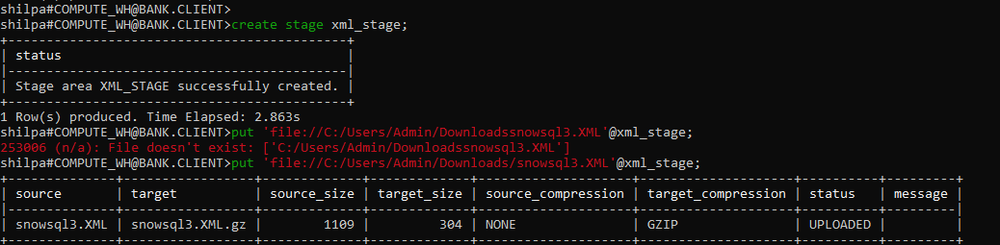 shilpa#COMPUTE_WH@BANK.CLIENT>
shilpa#COMPUTE_WH@BANK.CLIENT>create stage xml_stage;
+-------------------------------------------+
| status                                    |
|-------------------------------------------|
| Stage area XML_STAGE successfully created. |
+-------------------------------------------+
1 Row(s) produced. Time Elapsed: 2.863s
shilpa#COMPUTE_WH@BANK.CLIENT>put 'file://C:/Users/Admin/Downloadssnowsql3.XML'@xml_stage;
253006 (n/a): File doesn't exist: ['C:/Users/Admin/Downloadssnowsql3.XML']
shilpa#COMPUTE_WH@BANK.CLIENT>put 'file://C:/Users/Admin/Downloads/snowsql3.XML'@xml_stage;
+--------------+-----------------+-------------+-------------+--------------------+--------------------+----------+---------+
| source | target | source_size | target_size | source_compression | target_compression | status | message |
|--------------+-----------------+-------------+-------------+--------------------+--------------------+----------+---------|
| snowsql3.XML | snowsql3.XML.gz | 1109 | 304 | NONE | GZIP | UPLOADED | |
+--------------+-----------------+-------------+-------------+--------------------+--------------------+----------+---------+